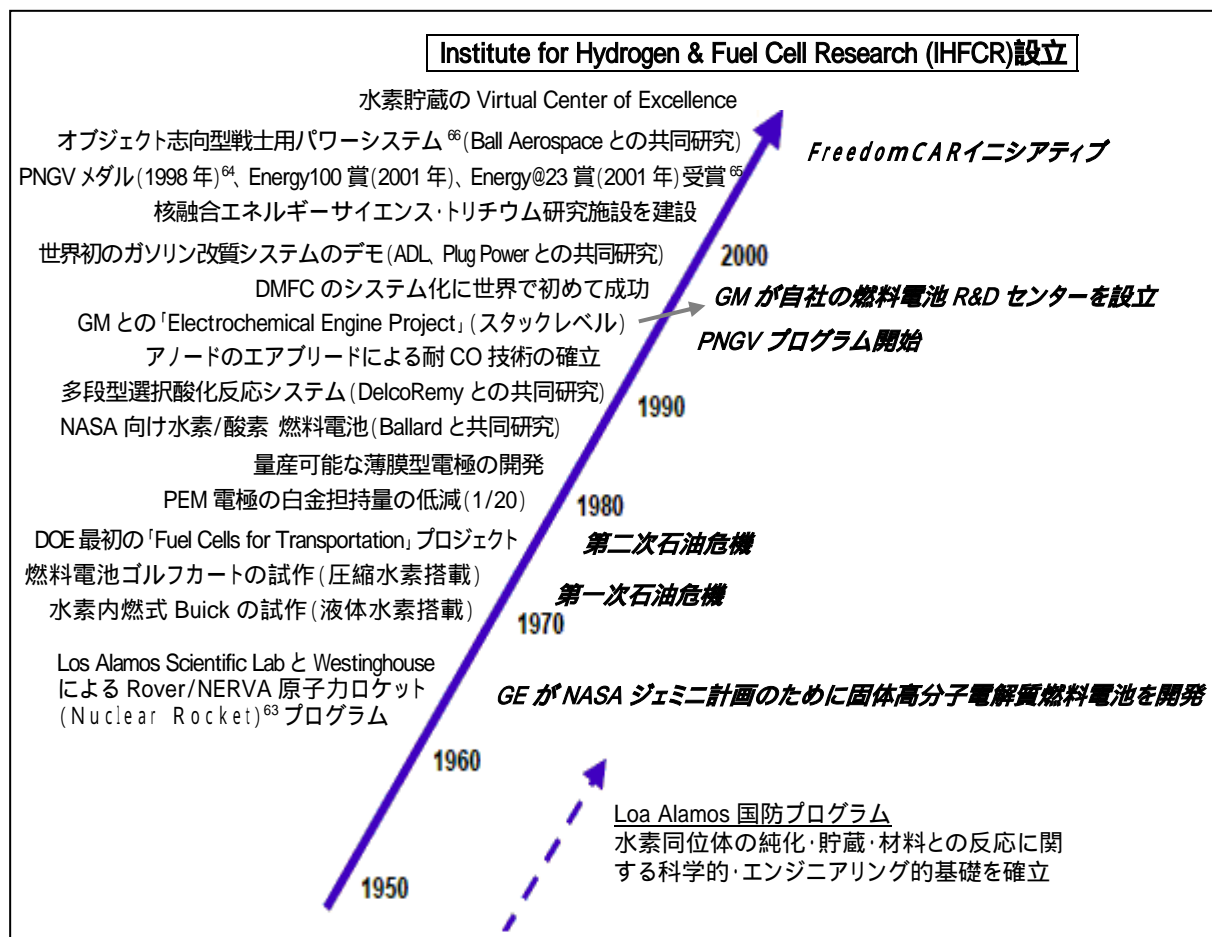 Institute for Hydrogen & Fuel Cell Research (IHFCR)設立
水素貯蔵の Virtual Center of Excellence
オブジェクト志向型戦士用パワーシステム 66 (Ball Aerospace との共同研究)
FreedomCARイニシアティブ
PNGV メダル(1998 年)64、Energy100 賞(2001 年)、Energy@23 賞(2001 年)受賞 65
核融合エネルギーサイエンス・トリチウム研究施設を建設
世界初のガソリン改質システムのデモ(ADL、Plug Power との共同研究)
2000
DMFC のシステム化に世界で初めて成功
GM が自社の燃料電池 R&D センターを設立
GM との「Electrochemical Engine Project」(スタックレベル)
PNGV プログラム開始
アノードのエアブリードによる耐 CO 技術の確立
多段型選択酸化反応システム(DelcoRemy との共同研究)
1990
NASA 向け水素/酸素 燃料電池(Ballard と共同研究)
量産可能な薄膜型電極の開発
PEM 電極の白金担持量の低減(1/20)
1980
DOE 最初の「Fuel Cells for Transportation」プロジェクト
第二次石油危機
燃料電池ゴルフカートの試作(圧縮水素搭載)
第一次石油危機
水素内燃式 Buick の試作(液体水素搭載)
1970
Los Alamos Scientific Lab と Westinghouse
による Rover/NERVA 原子力ロケット
(Nuclear Rocket)63 プログラム
GE が NASA ジェミニ計画のために固体高分子電解質燃料電池を開発
1960
Loa Alamos 国防プログラム
水素同位体の純化・貯蔵・材料との反応に関
する科学的・エンジニアリング的基礎を確立
1950